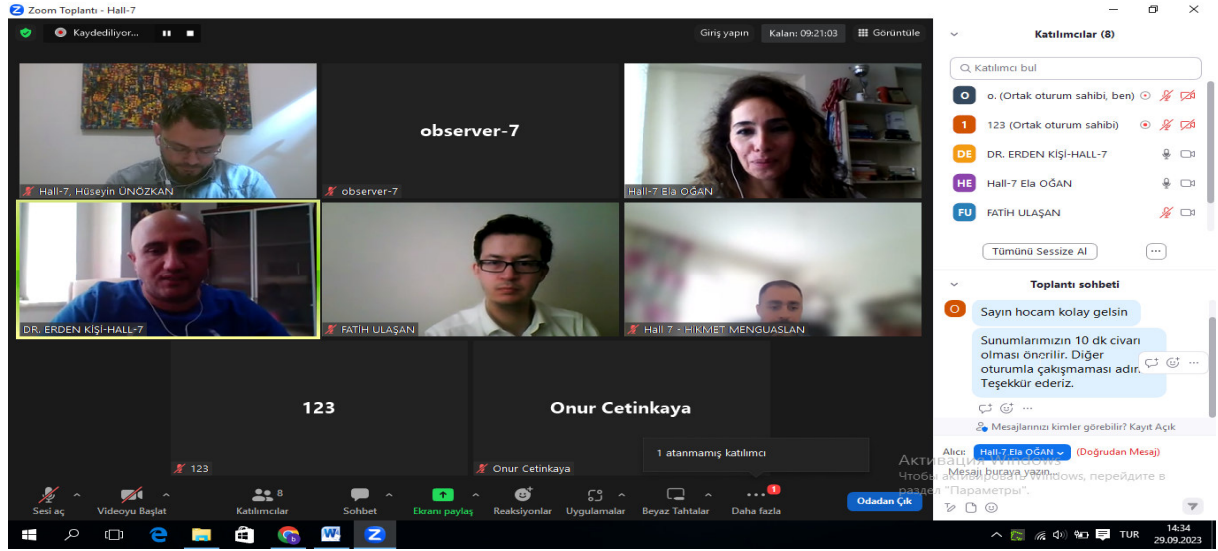 Zoom Toplantı - Hall-7
Kaydediliyor...
Giriş yapın
Kalan: 09:21:03
Görüntüle
Hall-7, Hüseyin ÜNÖZKAN
observer-7
observer-7
Hall-7 Ela OĞAN
DR. ERDEN KİŞİ-HALL-7
FATİH ULAŞAN
Hall 7 - HİKMET MENGUASLAN
123
123
Onur Cetinkaya
Onur Cetinkaya
1 atanmamış katılımcı
Sesi aç
Videoyu Başlat
8
Katılımcılar
Sohbet
Ekranı paylaş
Reaksiyonlar
Uygulamalar
Beyaz Tahtalar
1
Daha fazla
Odadan Çık
Katılımcılar (8)
Katılımcı bul
O o. (Ortak oturum sahibi, ben)
1 123 (Ortak oturum sahibi)
DE DR. ERDEN KİŞİ-HALL-7
HE Hall-7 Ela OĞAN
FU FATİH ULAŞAN
Tümünü Sessize Al
Toplantı sohbeti
O Sayın hocam kolay gelsin
Sunumlarımızın 10 dk civarı
olması önerilir. Diğer
oturumla çakışmaması
Teşekkür ederiz.
Mesajlarınızı kimler görebilir? Kayıt Açık
Alıcı: Hall-7 Ela OĞAN (Doğrudan Mesaj)
Mesajı buraya yazın...
Активация Windows
Чтобы активировать Windows, перейдите в
раздел "Параметры".
TUR
14:34
29.09.2023